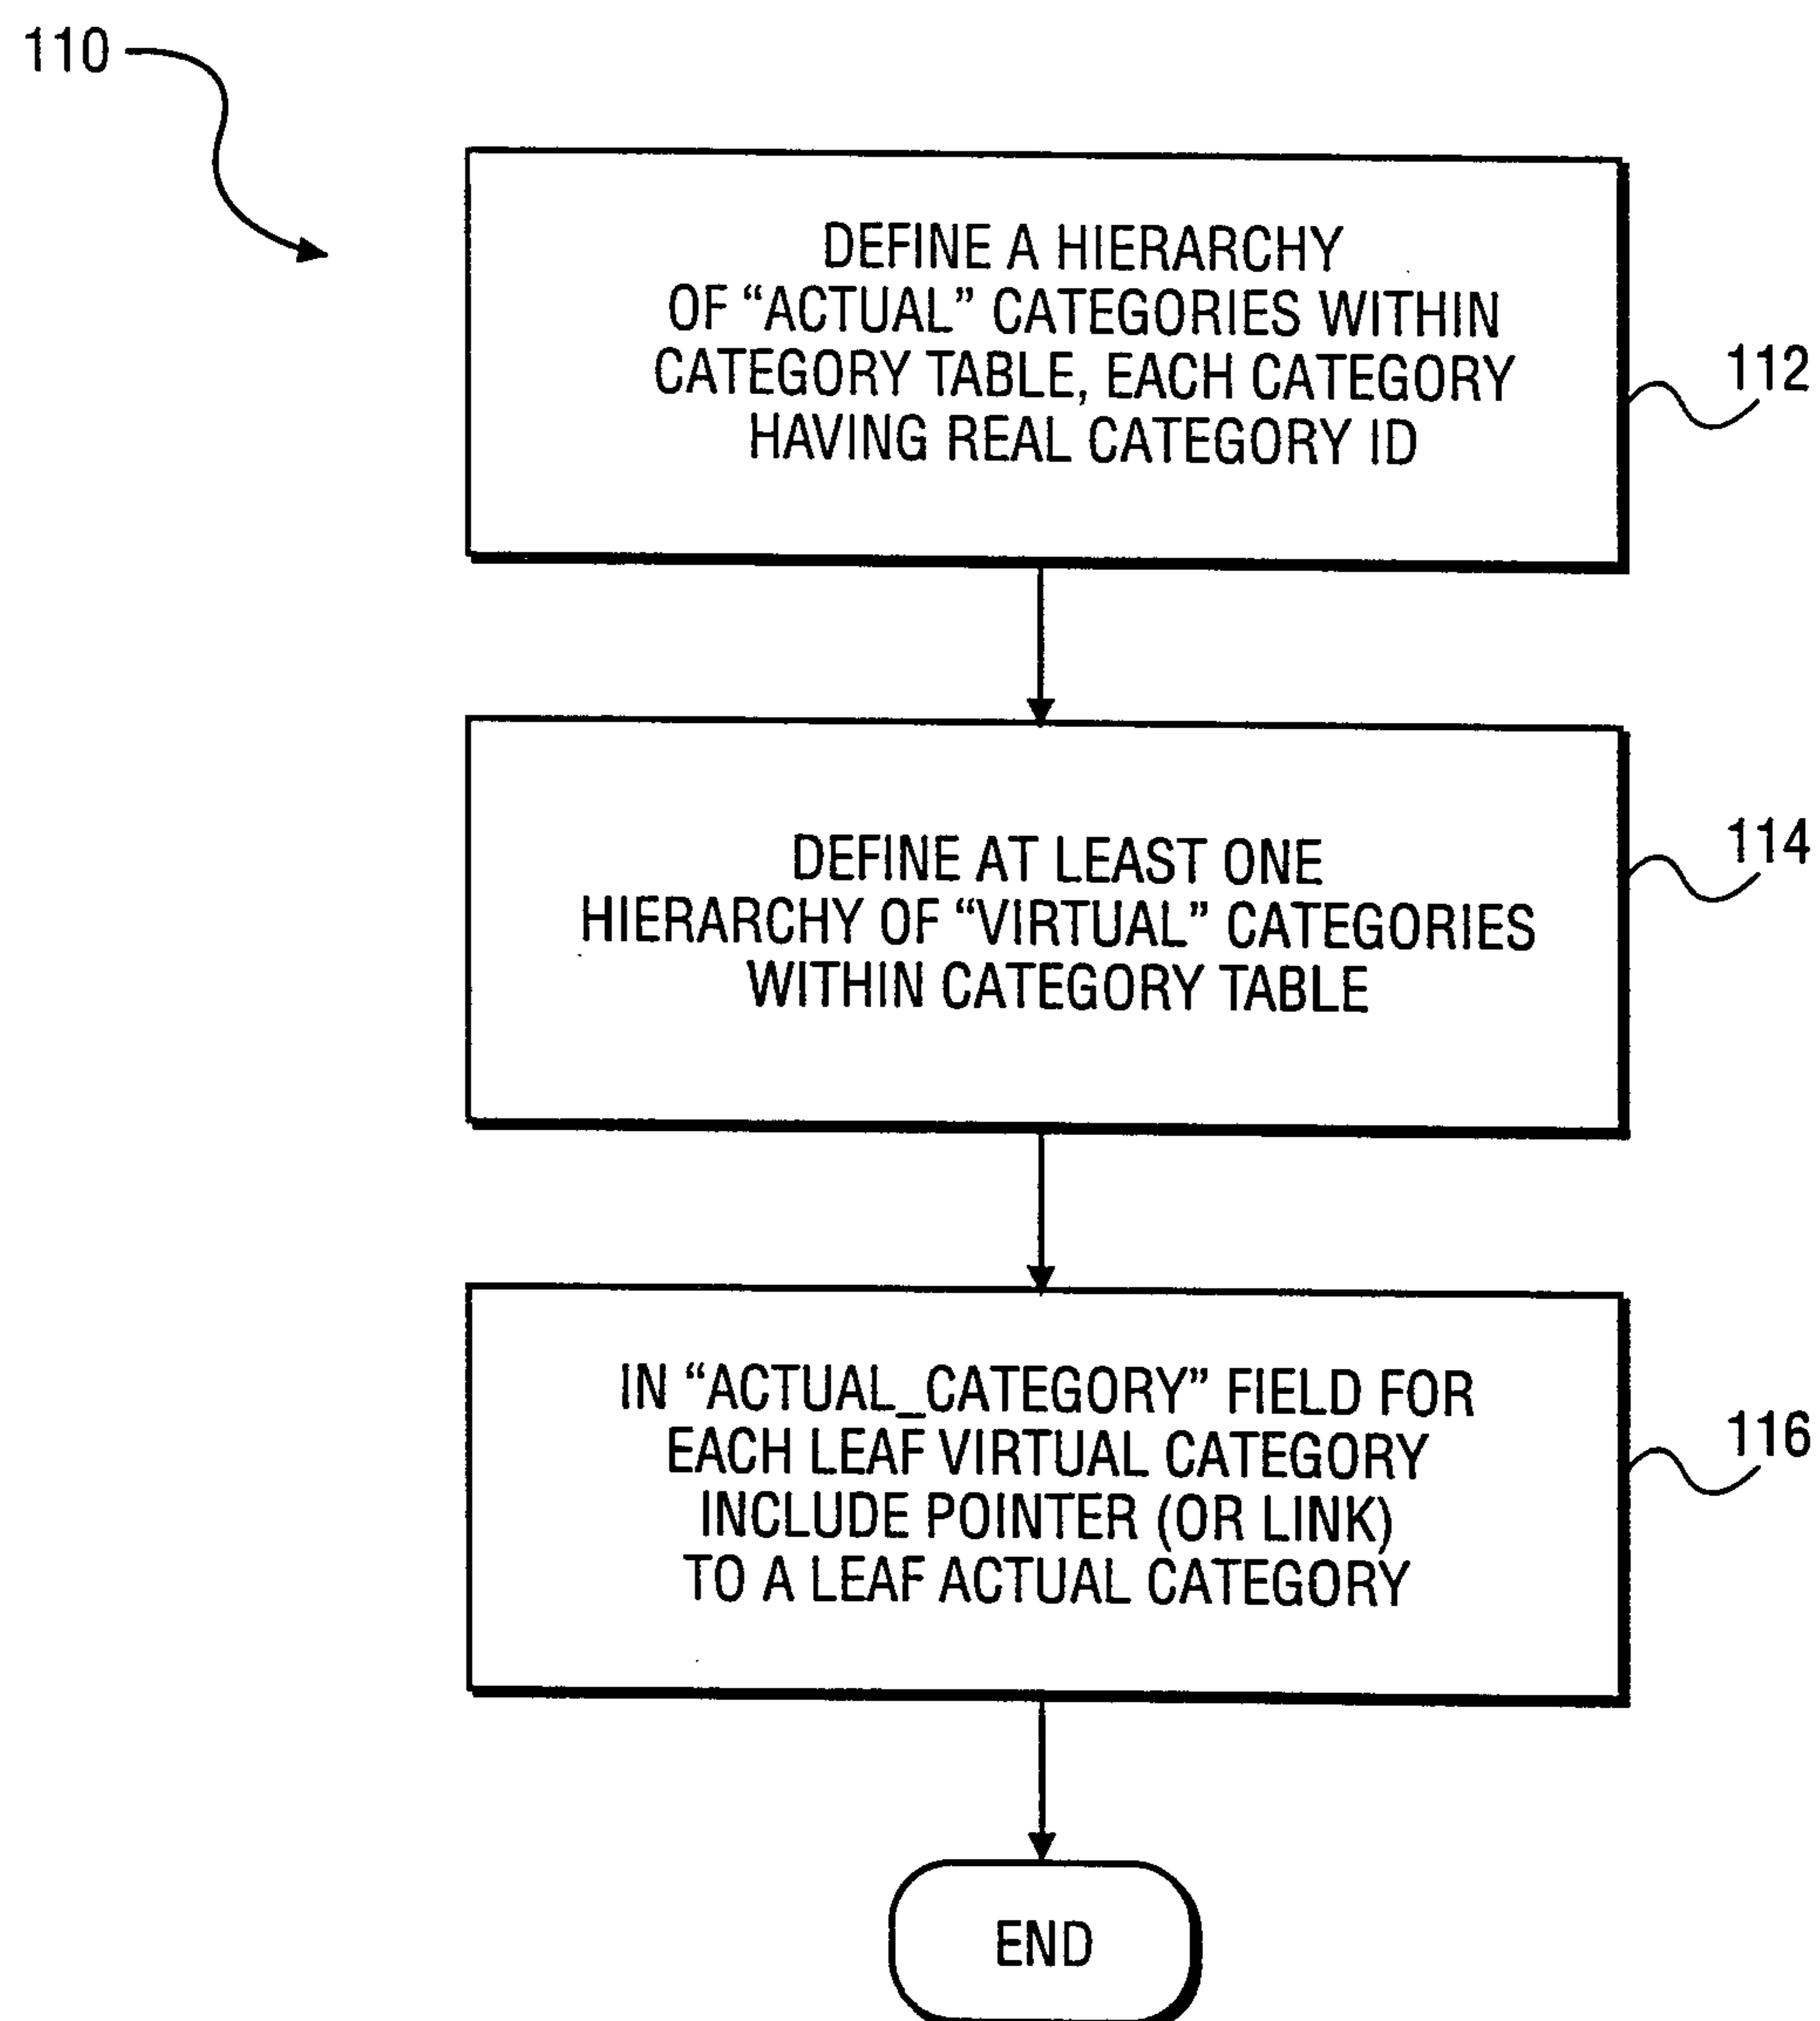 110
DEFINE A HIERARCHY
OF “ACTUAL” CATEGORIES WITHIN
CATEGORY TABLE, EACH CATEGORY
HAVING REAL CATEGORY ID
112
DEFINE AT LEAST ONE
HIERARCHY OF “VIRTUAL” CATEGORIES
WITHIN CATEGORY TABLE
114
IN “ACTUAL_CATEGORY” FIELD FOR
EACH LEAF VIRTUAL CATEGORY
INCLUDE POINTER (OR LINK)
TO A LEAF ACTUAL CATEGORY
116
END